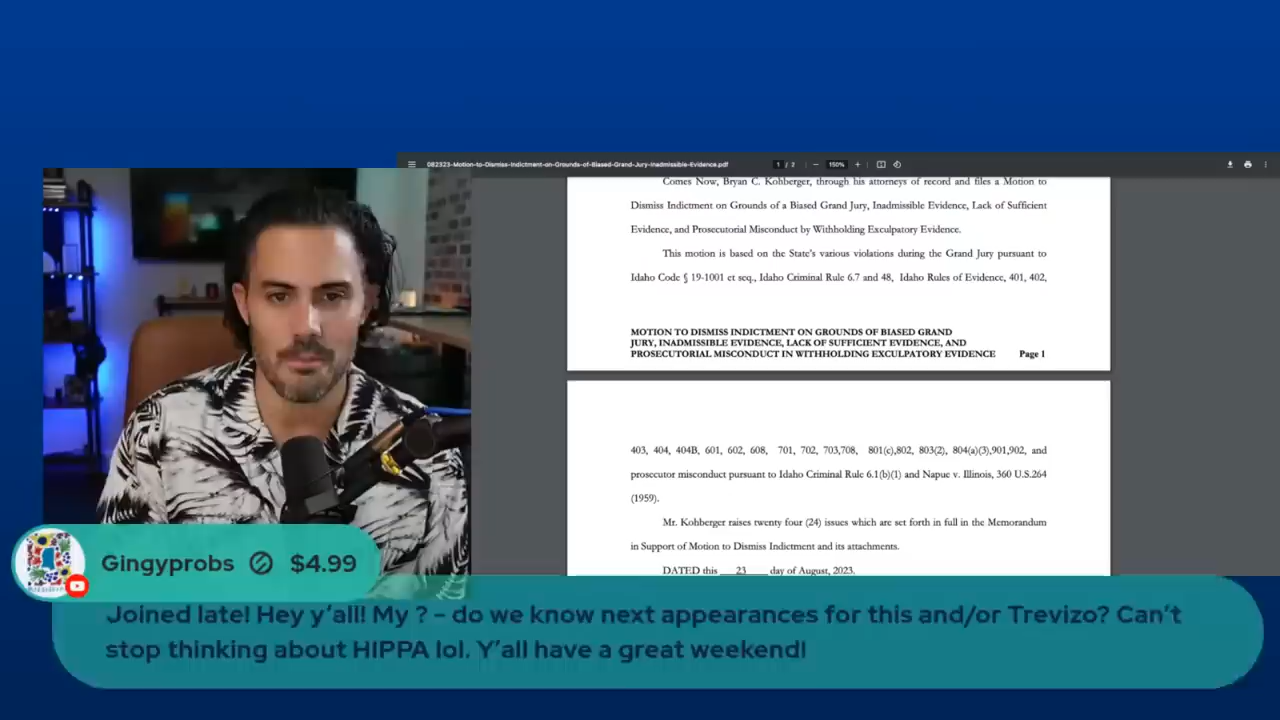 082323-Motion-to-Dismiss-Indictment-on-Grounds-of-Biased-Grand-Jury-Inadmissible-Evidence.pdf
1 / 2
150%
Comes Now, Bryan C. Kohberger, through his attorneys of record and files a Motion to
Dismiss Indictment on Grounds of a Biased Grand Jury, Inadmissible Evidence, Lack of Sufficient
Evidence, and Prosecutorial Misconduct by Withholding Exculpatory Evidence.
This motion is based on the State's various violations during the Grand Jury pursuant to
Idaho Code § 19-1001 et seq., Idaho Criminal Rule 6.7 and 48, Idaho Rules of Evidence, 401, 402,
MOTION TO DISMISS INDICTMENT ON GROUNDS OF BIASED GRAND
JURY, INADMISSIBLE EVIDENCE, LACK OF SUFFICIENT EVIDENCE, AND
PROSECUTORIAL MISCONDUCT IN WITHHOLDING EXCULPATORY EVIDENCE Page 1
403, 404, 404B, 601, 602, 608, 701, 702, 703,708, 801(c),802, 803(2), 804(a)(3),901,902, and
prosecutor misconduct pursuant to Idaho Criminal Rule 6.1(b)(1) and Napue v. Illinois, 360 U.S.264
(1959).
Mr. Kohberger raises twenty four (24) issues which are set forth in full in the Memorandum
in Support of Motion to Dismiss Indictment and its attachments.
DATED this 23 day of August, 2023.
Gingyprobs $4.99
Joined late! Hey y'all! My ? - do we know next appearances for this and/or Trevizo? Can't
stop thinking about HIPPA lol. Y'all have a great weekend!